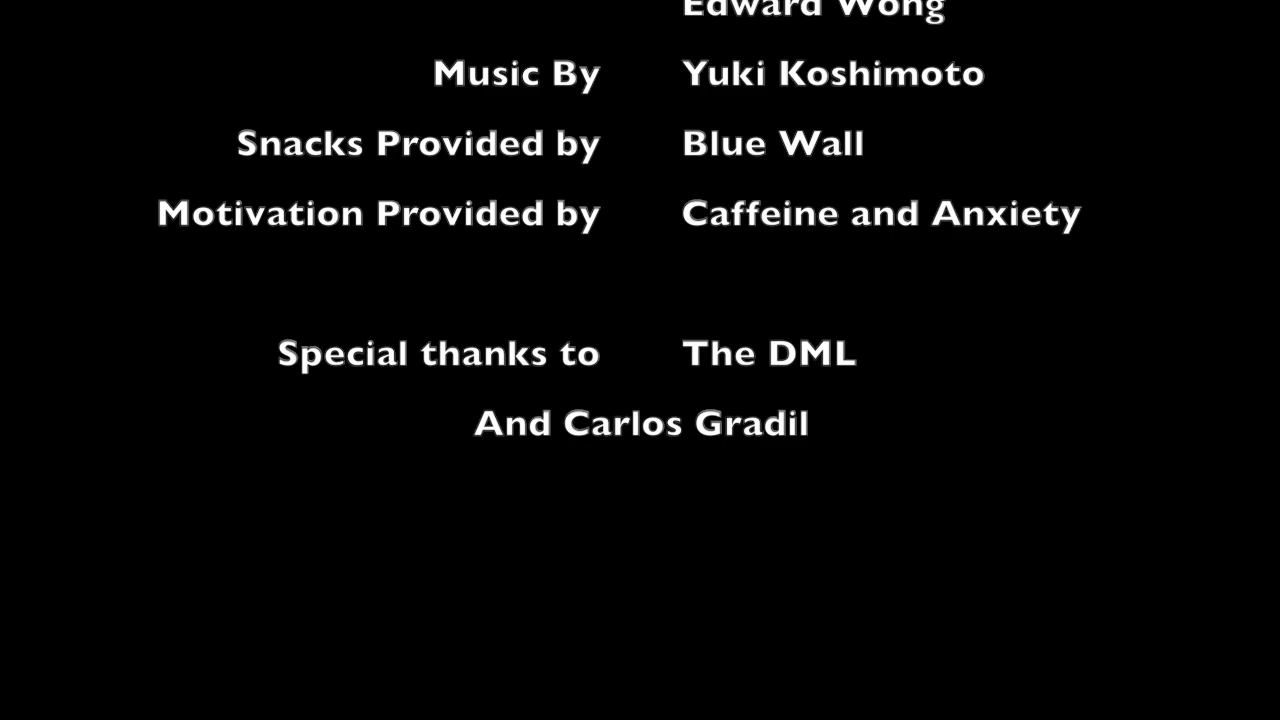 Edward Wong
Music By Yuki Koshimoto
Snacks Provided by Blue Wall
Motivation Provided by Caffeine and Anxiety
Special thanks to The DML
And Carlos Gradil